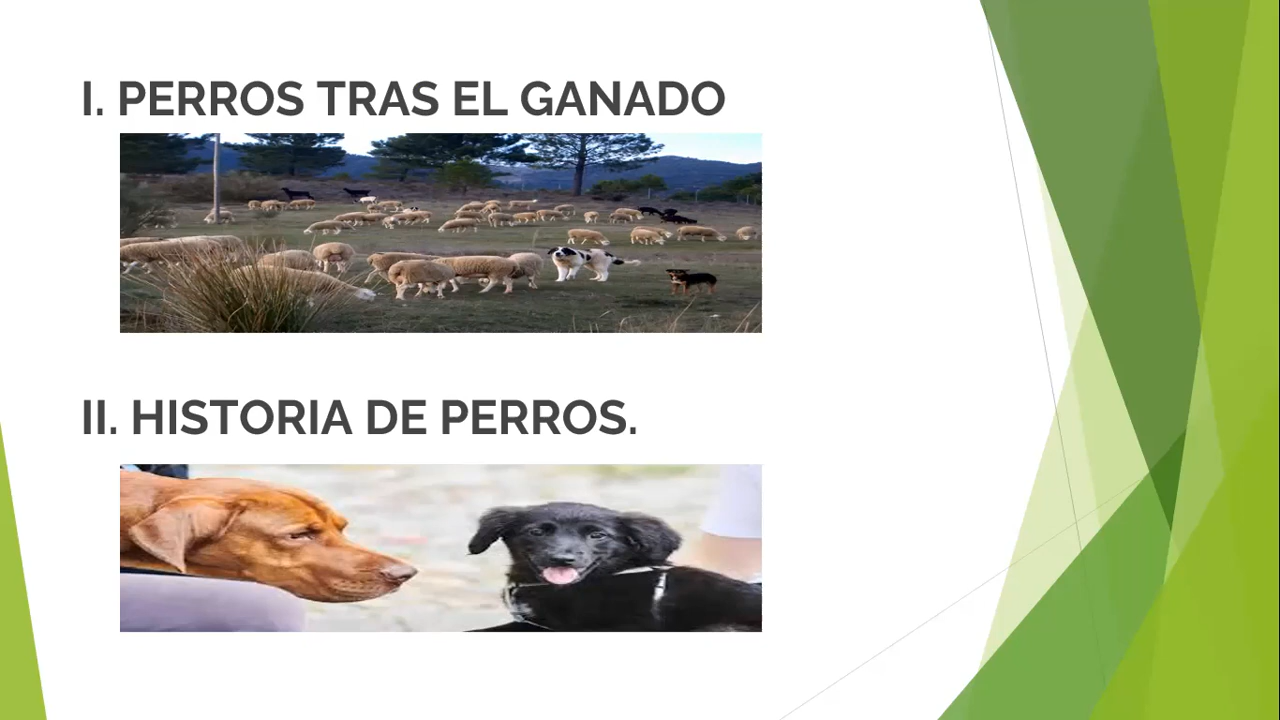 I. PERROS TRAS EL GANADO
II. HISTORIA DE PERROS.